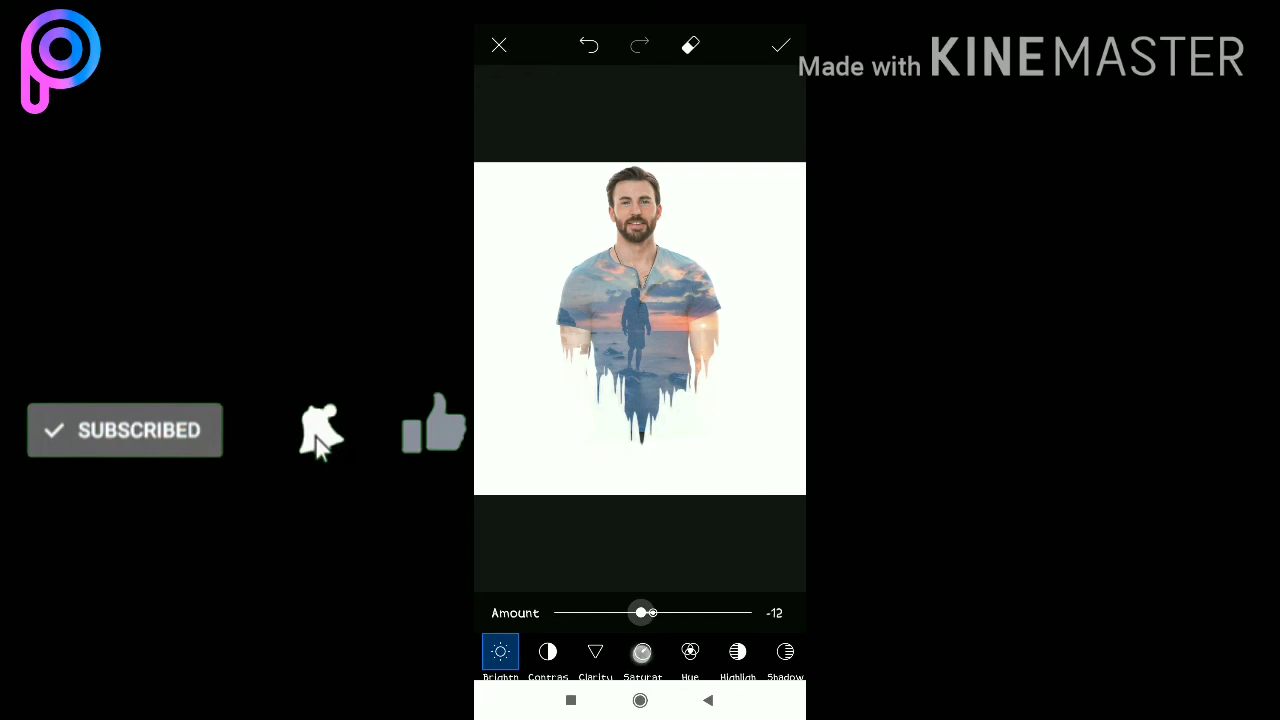 Made with KINEMASTER
SUBSCRIBED
Amount -12
Brightn Contras Clarity Saturat Hue Highligh Shadow